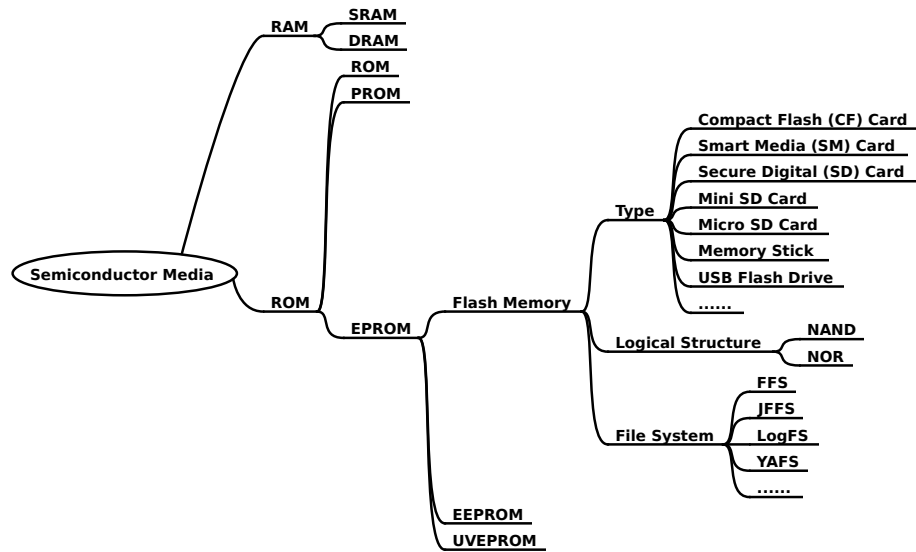 SRAM
RAM
DRAM
ROM
PROM
Compact Flash (CF) Card
Smart Media (SM) Card
Secure Digital (SD) Card
Mini SD Card
Type
Micro SD Card
Memory Stick
Semiconductor Media
USB Flash Drive
ROM
Flash Memory
......
EPROM
NAND
Logical Structure
NOR
FFS
JFFS
File System
LogFS
YAFS
......
EEPROM
UVEPROM